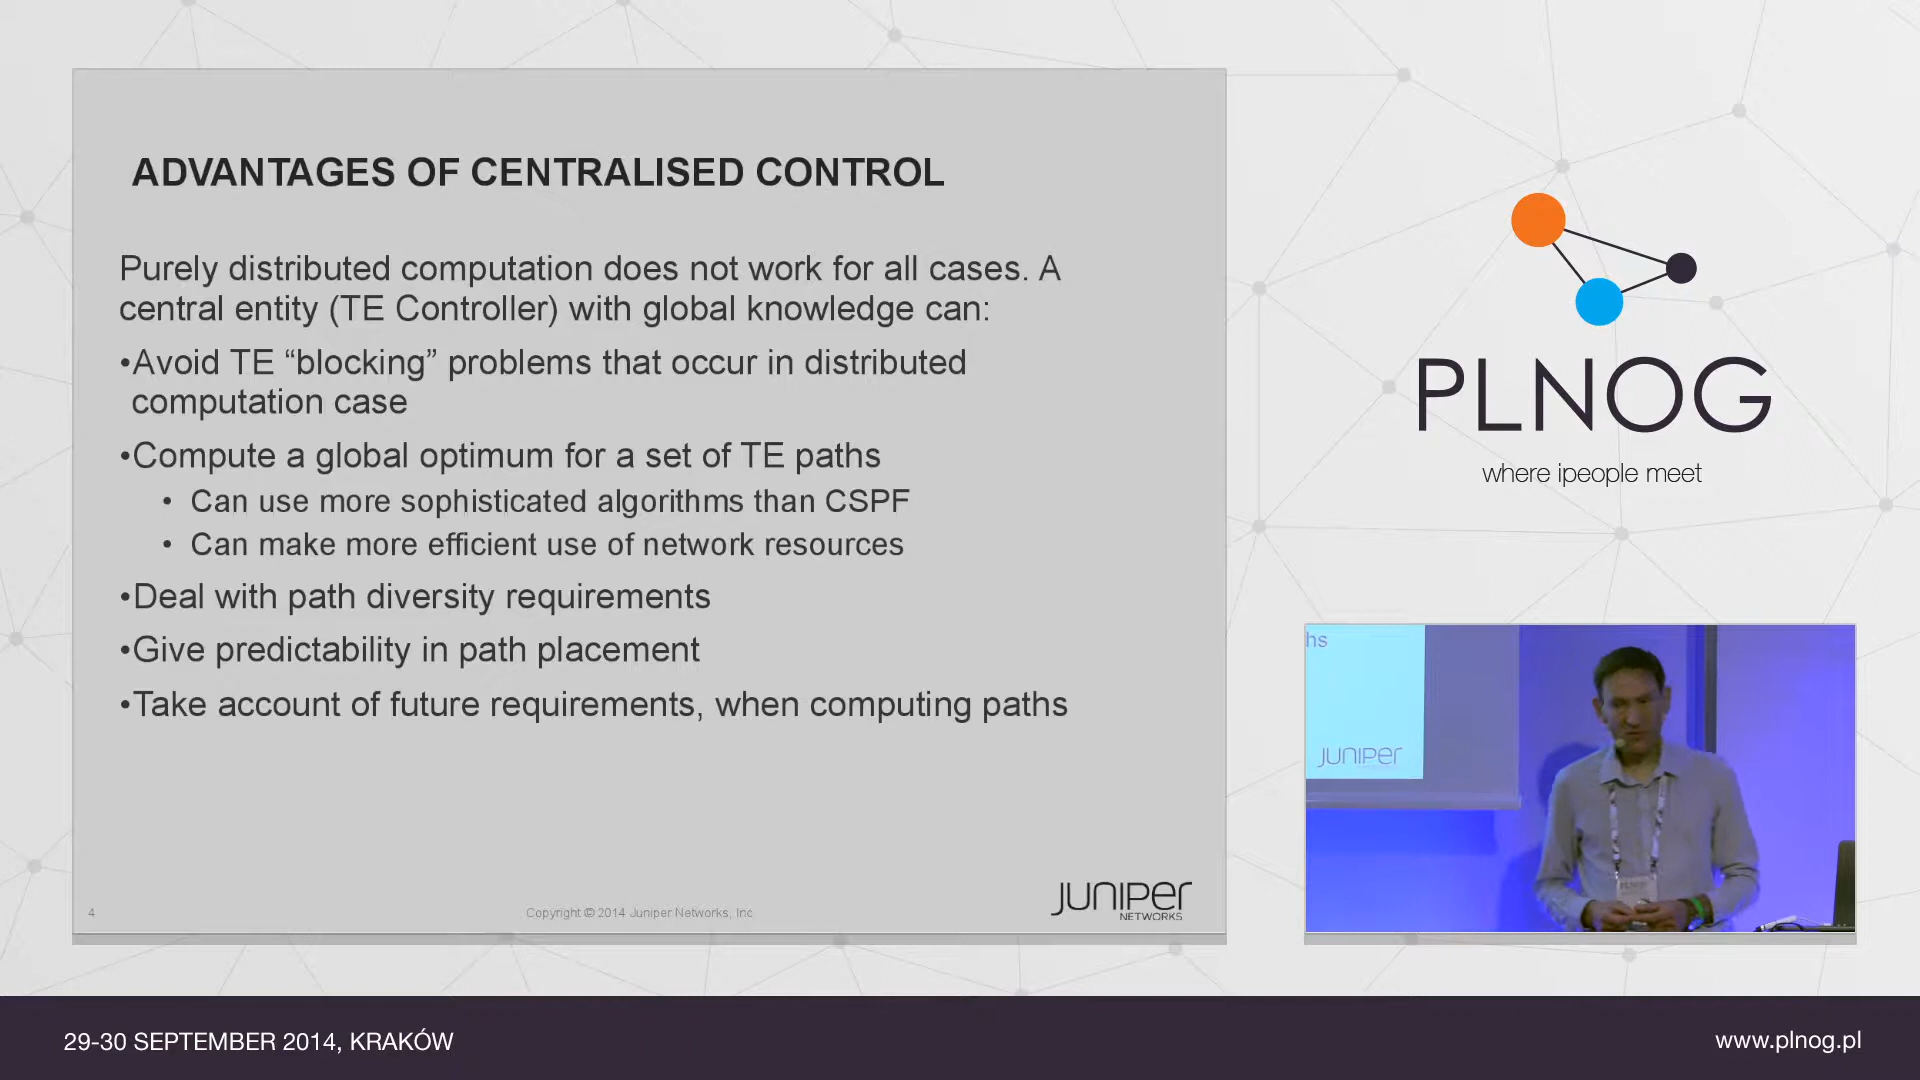 ADVANTAGES OF CENTRALISED CONTROL
Purely distributed computation does not work for all cases. A
central entity (TE Controller) with global knowledge can:
•Avoid TE “blocking” problems that occur in distributed
computation case
•Compute a global optimum for a set of TE paths
• Can use more sophisticated algorithms than CSPF
• Can make more efficient use of network resources
•Deal with path diversity requirements
•Give predictability in path placement
•Take account of future requirements, when computing paths
4
Copyright © 2014 Juniper Networks, Inc
JUNIPER
NETWORKS
PLNOG
where ipeople meet
hs
JUNIPER
PLNOG
29-30 SEPTEMBER 2014, KRAKÓW
www.plnog.pl